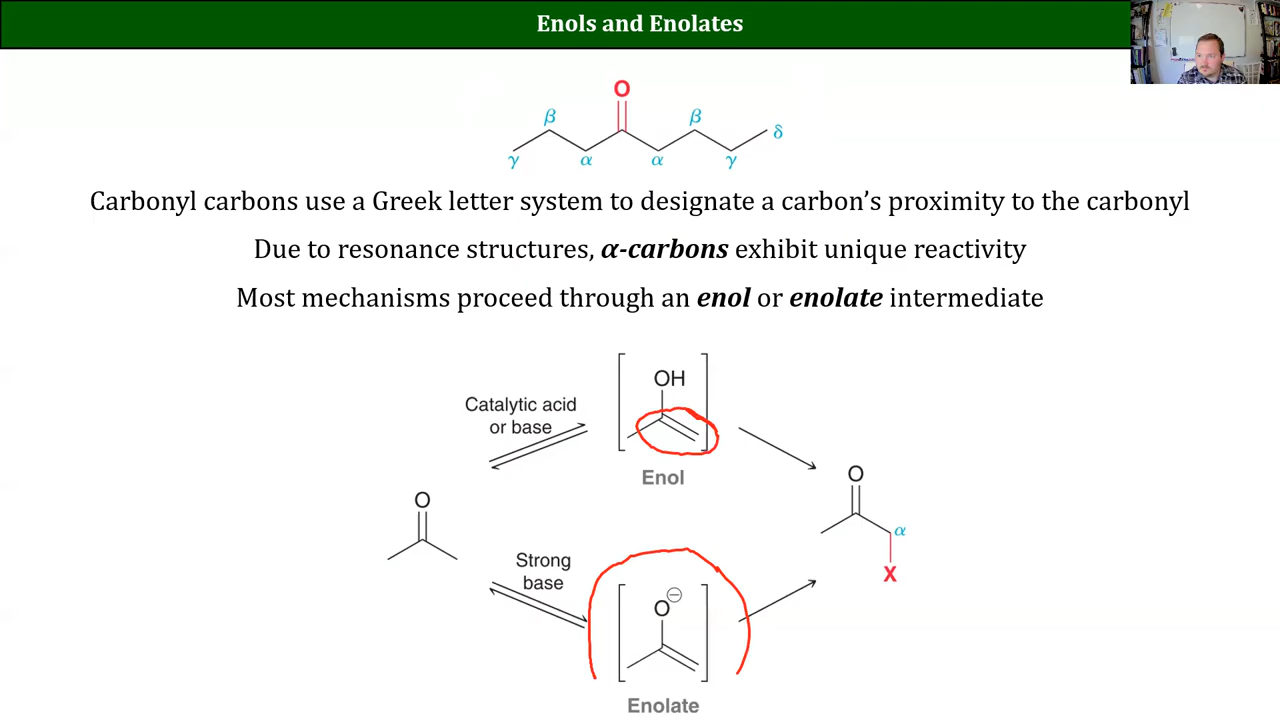 Enols and Enolates
O
β β
γ α α γ δ
Carbonyl carbons use a Greek letter system to designate a carbon’s proximity to the carbonyl
Due to resonance structures, α-carbons exhibit unique reactivity
Most mechanisms proceed through an enol or enolate intermediate
OH
Catalytic acid
or base
Enol
O
O
α
X
Strong
base
O ⊖
Enolate